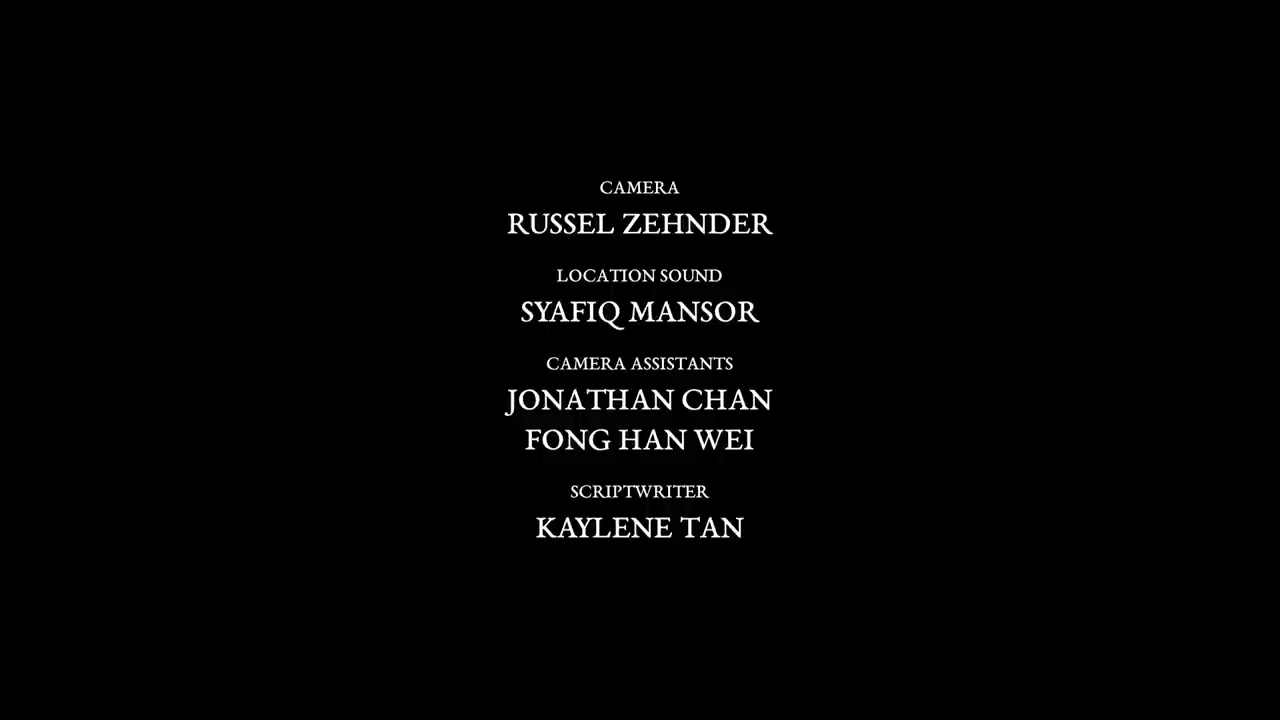 CAMERA
RUSSEL ZEHNDER
LOCATION SOUND
SYAFIQ MANSOR
CAMERA ASSISTANTS
JONATHAN CHAN
FONG HAN WEI
SCRIPTWRITER
KAYLENE TAN